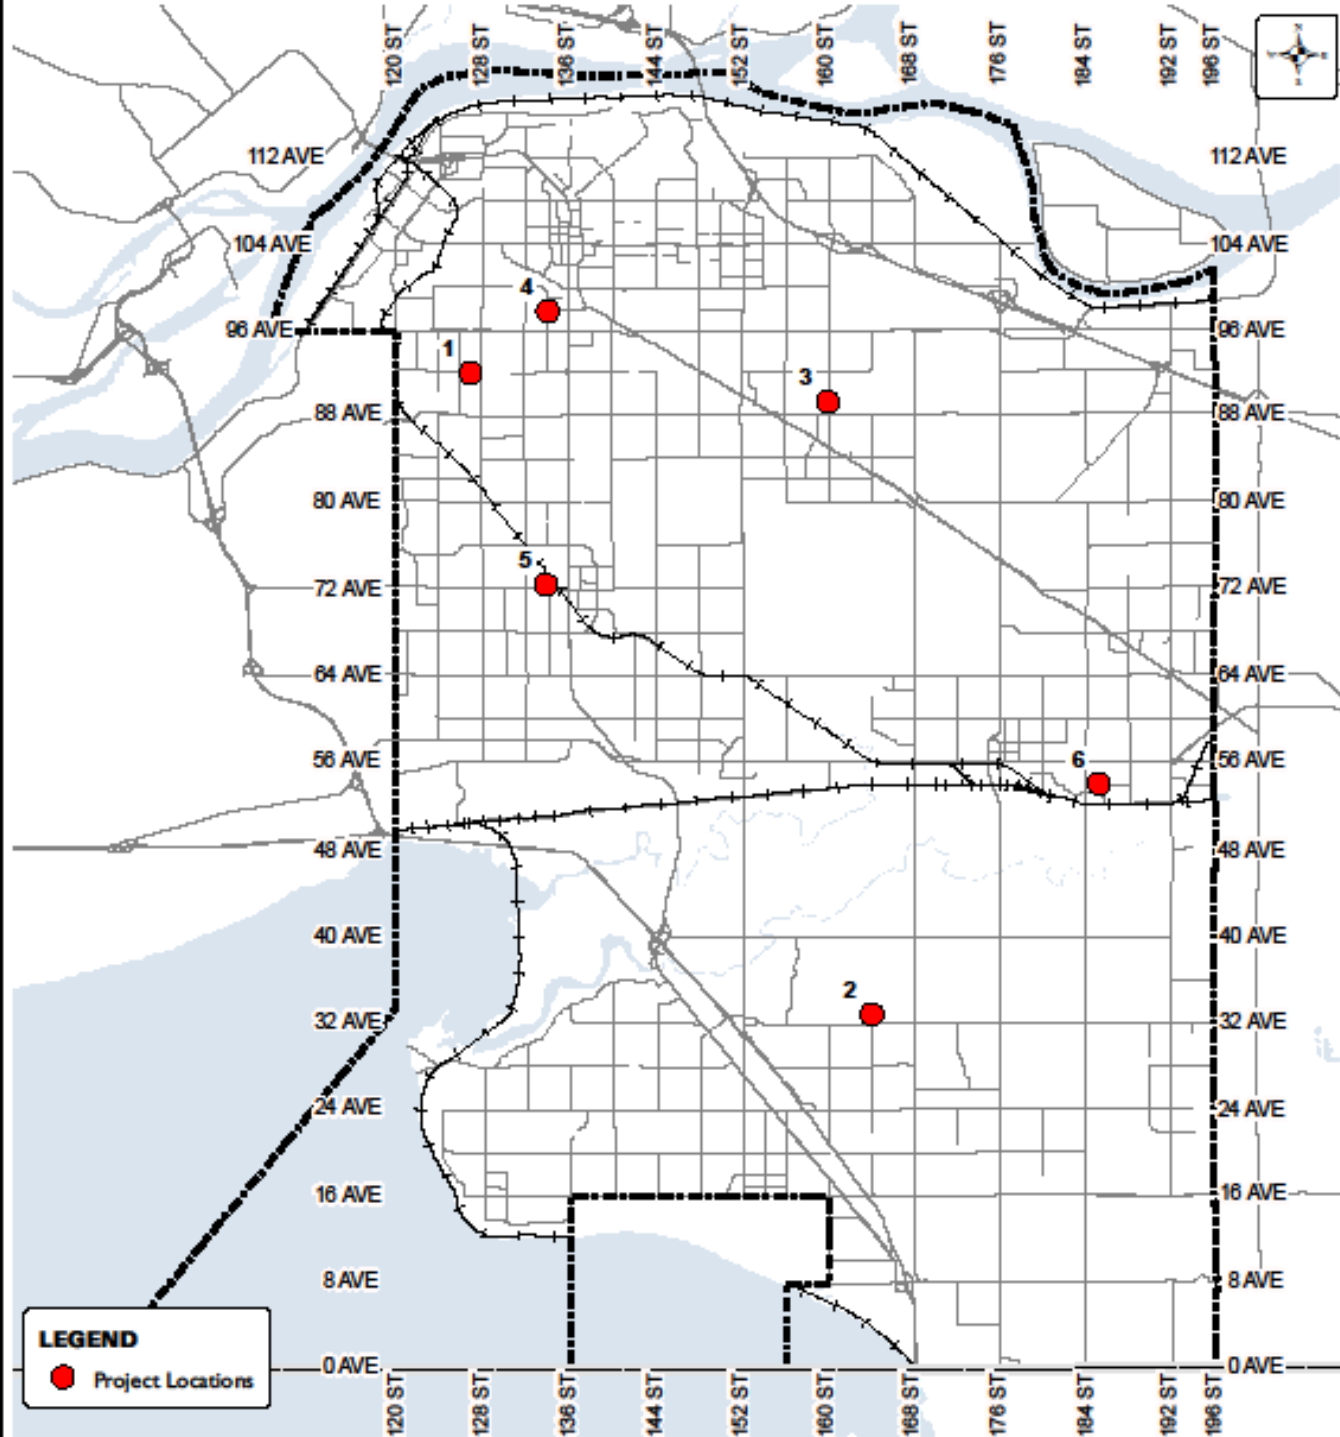 120 ST
128 ST
136 ST
144 ST
152 ST
160 ST
168 ST
176 ST
184 ST
192 ST
196 ST
112 AVE
112 AVE
104 AVE
104 AVE
4
96 AVE
96 AVE
1
3
88 AVE
88 AVE
80 AVE
80 AVE
5
72 AVE
72 AVE
64 AVE
64 AVE
56 AVE
6
56 AVE
48 AVE
48 AVE
40 AVE
40 AVE
2
32 AVE
32 AVE
24 AVE
24 AVE
16 AVE
16 AVE
8 AVE
8 AVE
LEGEND
Project Locations
0 AVE
0 AVE
120 ST
128 ST
136 ST
144 ST
152 ST
160 ST
168 ST
176 ST
184 ST
192 ST
196 ST